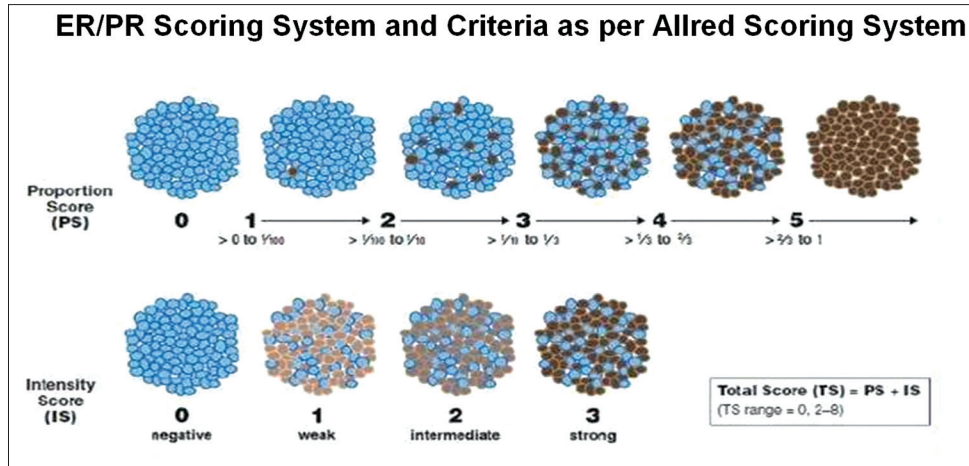 ER/PR Scoring System and Criteria as per Allred Scoring System
Proportion
Score
(PS)
0 1 2 3 4 5
> 0 to 1/100 > 1/100 to 1/10 > 1/11 to 1/3 > 1/3 to 2/3 > 2/3 to 1
Intensity
Score
(IS)
0 1 2 3
negative weak intermediate strong
Total Score (TS) = PS + IS
(TS range = 0, 2–8)